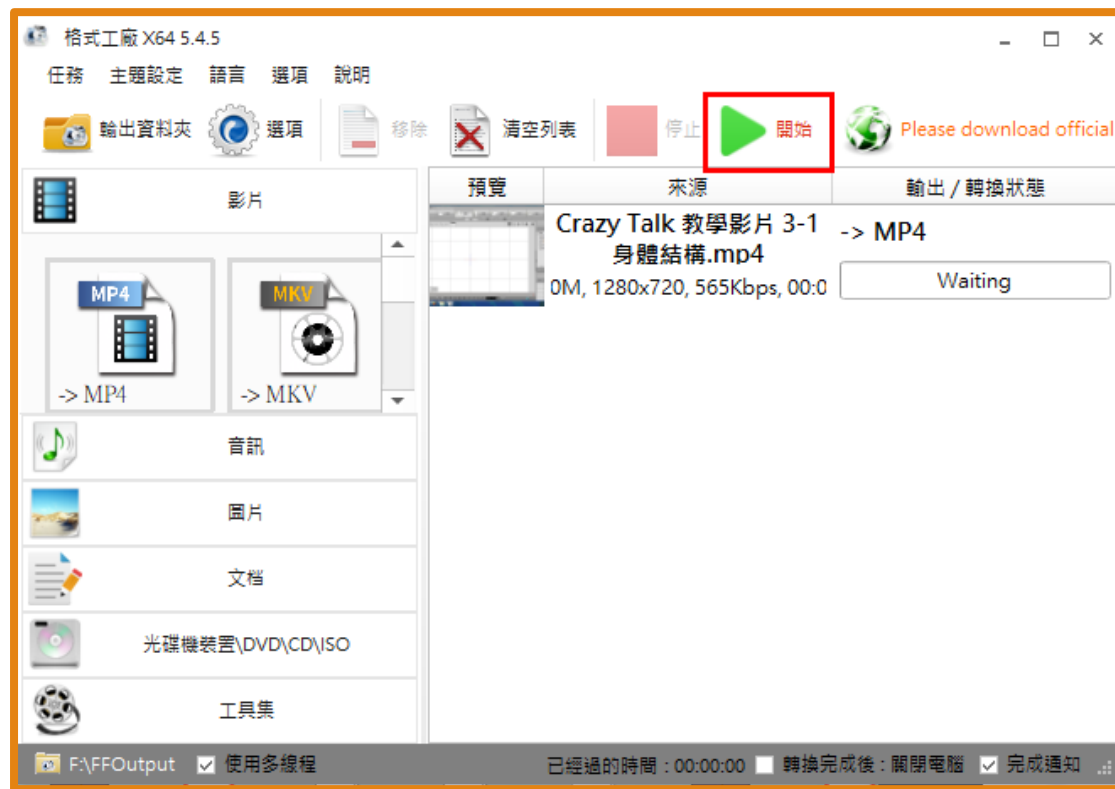 格式工廠 X64 5.4.5
任務 主題設定 語言 選項 說明
輸出資料夾 選項 移除 清空列表 停止 開始 Please download official
影片
預覽 來源 輸出 / 轉換狀態
Crazy Talk 教學影片 3-1
身體結構.mp4
0M, 1280x720, 565Kbps, 00:0
-> MP4
Waiting
MP4 MKV
-> MP4 -> MKV
音訊
圖片
文档
光碟機裝置\DVD\CD\ISO
工具集
F:\FFOutput 使用多線程 已經過的時間 : 00:00:00 轉換完成後 : 關閉電腦 完成通知